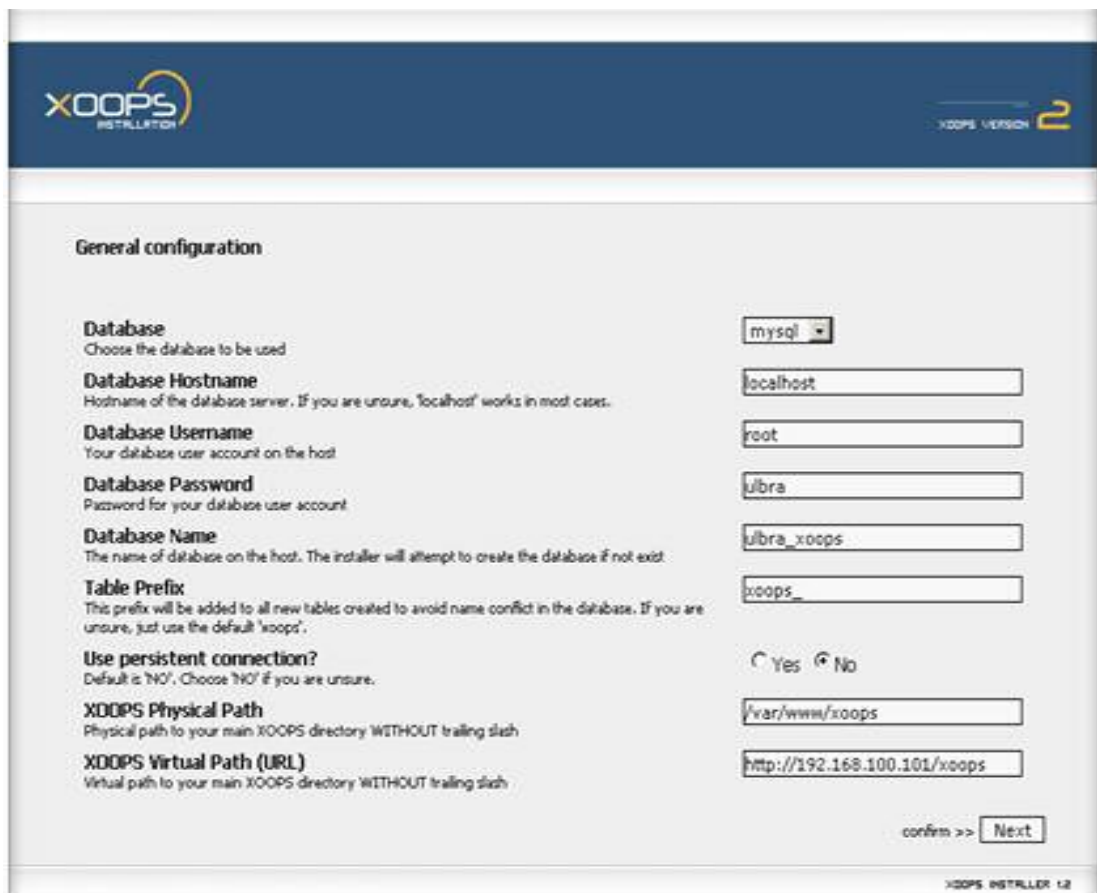 XOOPS
INSTALLATION
XOOPS VERSION 2
General configuration
Database
Choose the database to be used
mysql
Database Hostname
Hostname of the database server. If you are unsure, 'localhost' works in most cases.
localhost
Database Username
Your database user account on the host
root
Database Password
Password for your database user account
ulbra
Database Name
The name of database on the host. The installer will attempt to create the database if not exist
ulbra_xoops
Table Prefix
This prefix will be added to all new tables created to avoid name conflict in the database. If you are
unsure, just use the default 'xoops'.
xoops_
Use persistent connection?
Default is 'NO'. Choose 'NO' if you are unsure.
Yes No
XOOPS Physical Path
Physical path to your main XOOPS directory WITHOUT trailing slash
/var/www/xoops
XOOPS Virtual Path (URL)
Virtual path to your main XOOPS directory WITHOUT trailing slash
http://192.168.100.101/xoops
confirm >> Next
XOOPS INSTALLER 1.2